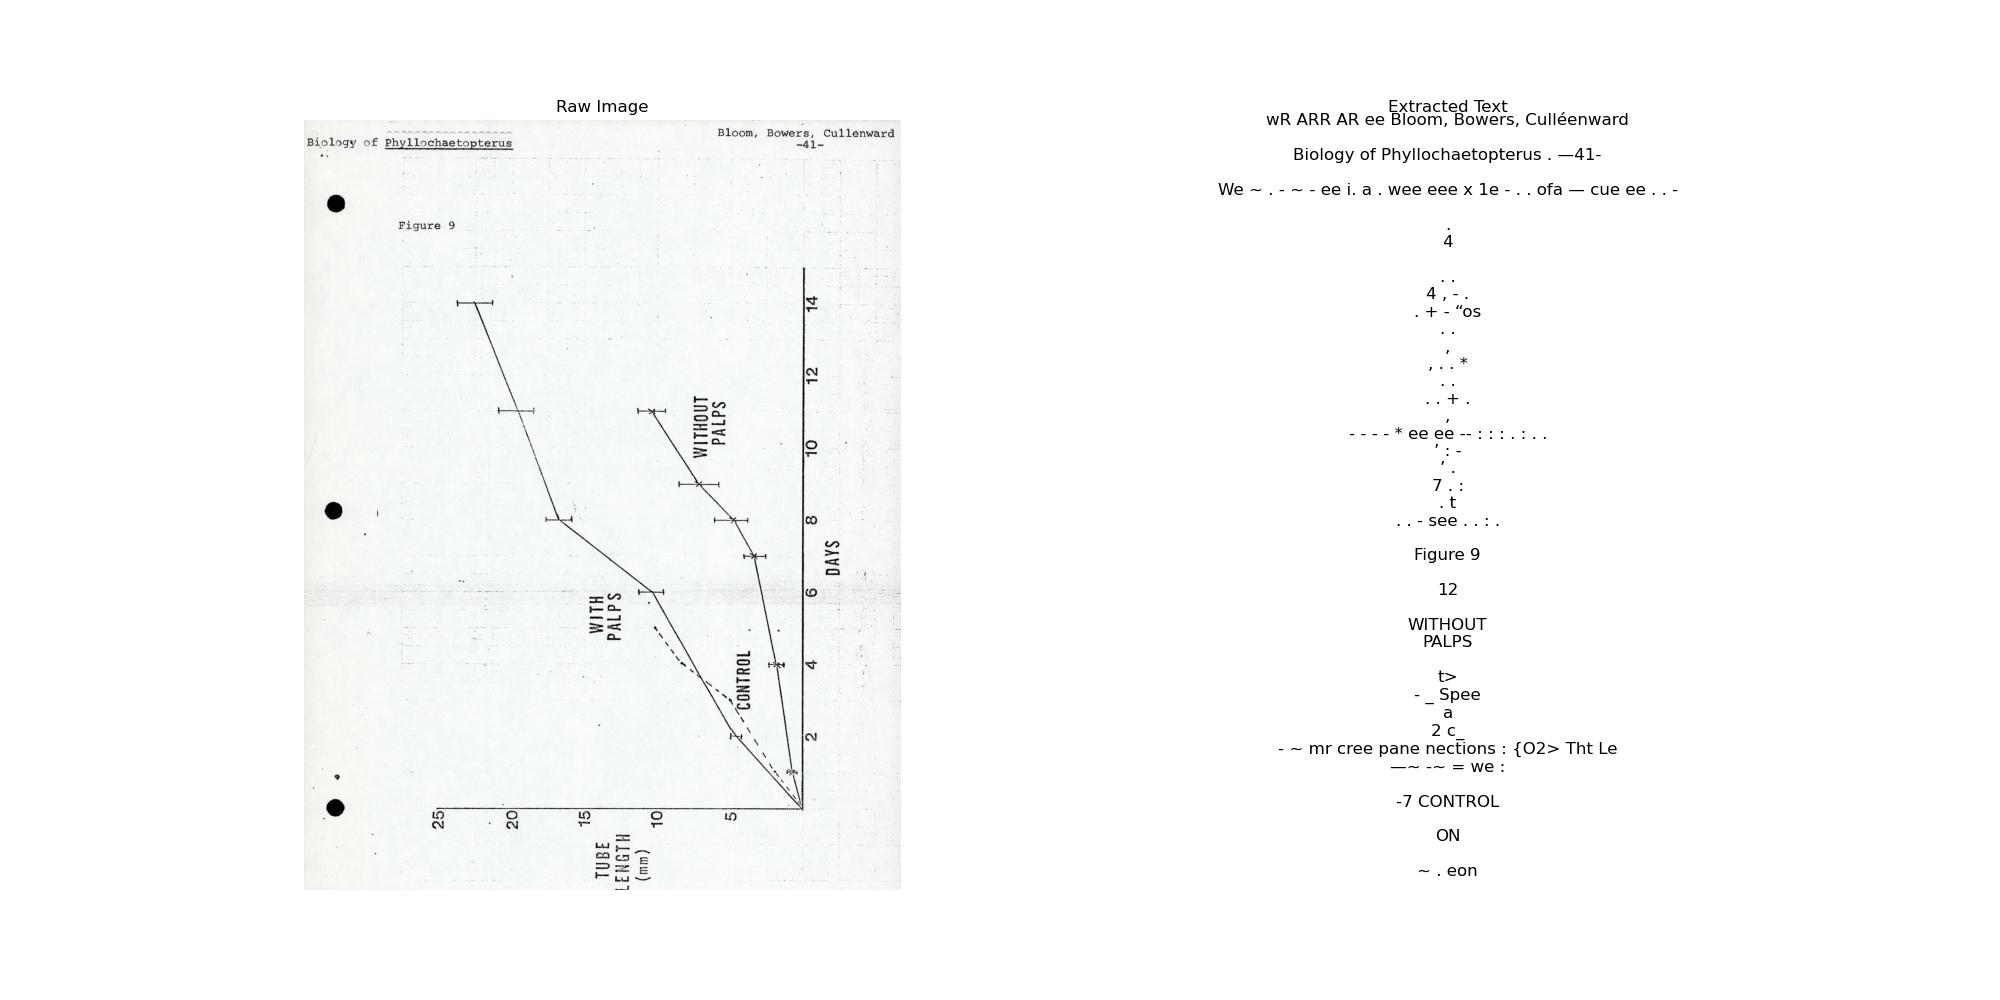 Raw Image
Biology of Phyllochaetopterus
Bloom, Bowers, Cullenward
-41-
Figure 9
14
12
10
8
6
4
2
DAYS
WITHOUT
PALPS
WITH
PALPS
CONTROL
25
20
15
10
5
TUBE
LENGTH
(mm)
Extracted Text
wR ARR AR ee Bloom, Bowers, Culléenward
Biology of Phyllochaetopterus . —41-
We ~ . - ~ - ee i. a . wee eee x 1e - . . ofa — cue ee . . -
.
4
. .
4 , - .
. + - “os
. .
,
, . . *
. .
. . + .
,
- - - - * ee ee -- : : : . : . .
, : -
, .
7 . :
. t
. . - see . . : .
Figure 9
12
WITHOUT
PALPS
t>
- _ Spee
a
2 c_
- ~ mr cree pane nections : {O2> Tht Le
—~ -~ = we :
-7 CONTROL
ON
~ . eon